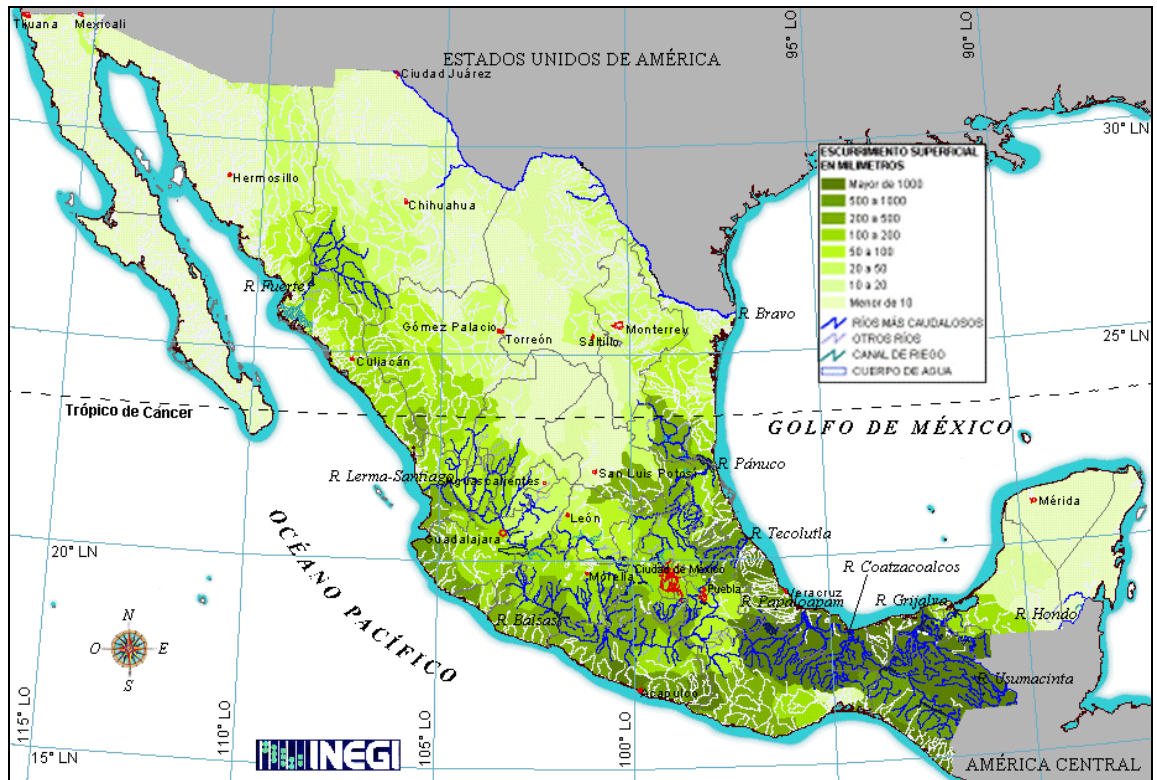 Tijuana
Mexicali
ESTADOS UNIDOS DE AMÉRICA
95° LO
90° LO
Ciudad Juárez
30° LN
Hermosillo
Chihuahua
ESCURRIMIENTO SUPERFICIAL
EN MILIMETROS
Mayor de 1000
500 a 1000
200 a 500
100 a 200
50 a 100
20 a 50
10 a 20
Menor de 10
RÍOS MÁS CAUDALOSOS
OTROS RÍOS
CANAL DE RIEGO
CUERPO DE AGUA
R. Fuerte
R. Bravo
Gómez Palacio
Torreón
Monterrey
Saltillo
25° LN
Culiacán
Trópico de Cáncer
GOLFO DE MÉXICO
R. Lerma-Santiago
Aguascalientes
San Luis Potosí
R. Pánuco
Mérida
León
Guadalajara
R. Tecolutla
20° LN
OCÉANO PACÍFICO
Morelia
Ciudad de México
Puebla
R. Coatzacoalcos
Veracruz
R. Papaloapam
R. Grijalva
R. Hondo
R. Balsas
N
O
E
S
R. Usumacinta
Acapulco
115° LO
110° LO
105° LO
100° LO
15° LN
INEGI
AMÉRICA CENTRAL